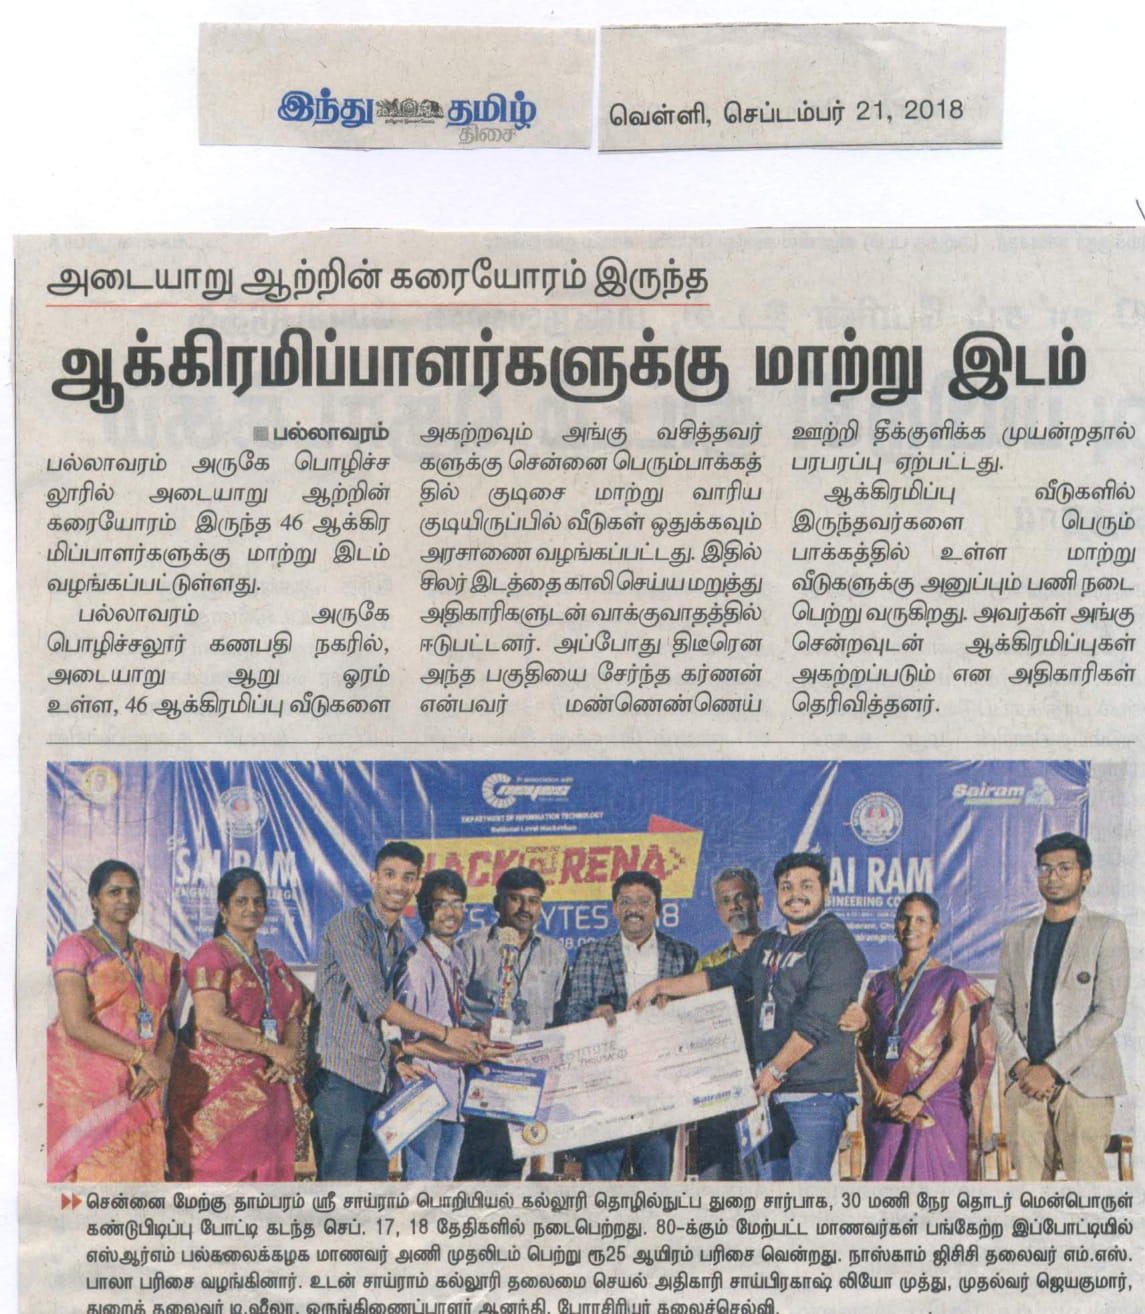 இந்து தமிழ்
திசை
வெள்ளி, செப்டம்பர் 21, 2018
அடையாறு ஆற்றின் கரையோரம் இருந்த
ஆக்கிரமிப்பாளர்களுக்கு மாற்று இடம்
■ பல்லாவரம்
பல்லாவரம் அருகே பொழிச்ச
லூரில் அடையாறு ஆற்றின்
கரையோரம் இருந்த 46 ஆக்கிர
மிப்பாளர்களுக்கு மாற்று இடம்
வழங்கப்பட்டுள்ளது.
பல்லாவரம் அருகே
பொழிச்சலூர் கணபதி நகரில்,
அடையாறு ஆறு ஓரம்
உள்ள, 46 ஆக்கிரமிப்பு வீடுகளை
அகற்றவும் அங்கு வசித்தவர்
களுக்கு சென்னை பெரும்பாக்கத்
தில் குடிசை மாற்று வாரிய
குடியிருப்பில் வீடுகள் ஒதுக்கவும்
அரசாணை வழங்கப்பட்டது. இதில்
சிலர் இடத்தை காலி செய்ய மறுத்து
அதிகாரிகளுடன் வாக்குவாதத்தில்
ஈடுபட்டனர். அப்போது திடீரென
அந்த பகுதியை சேர்ந்த கர்ணன்
என்பவர் மண்ணெண்ணெய்
ஊற்றி தீக்குளிக்க முயன்றதால்
பரபரப்பு ஏற்பட்டது.
ஆக்கிரமிப்பு வீடுகளில்
இருந்தவர்களை பெரும்
பாக்கத்தில் உள்ள மாற்று
வீடுகளுக்கு அனுப்பும் பணி நடை
பெற்று வருகிறது. அவர்கள் அங்கு
சென்றவுடன் ஆக்கிரமிப்புகள்
அகற்றப்படும் என அதிகாரிகள்
தெரிவித்தனர்.
In association with
DEPARTMENT OF INFORMATION TECHNOLOGY
National Level Hackathon
Sairam
SAI RAM
HACK RENA
AI RAM
GINEERING CO
YTES 8
Sairam
சென்னை மேற்கு தாம்பரம் ஸ்ரீ சாய்ராம் பொறியியல் கல்லூரி தொழில்நுட்ப துறை சார்பாக, 30 மணி நேர தொடர் மென்பொருள்
கண்டுபிடிப்பு போட்டி கடந்த செப். 17, 18 தேதிகளில் நடைபெற்றது. 80-க்கும் மேற்பட்ட மாணவர்கள் பங்கேற்ற இப்போட்டியில்
எஸ்ஆர்எம் பல்கலைக்கழக மாணவர் அணி முதலிடம் பெற்று ரூ25 ஆயிரம் பரிசை வென்றது. நாஸ்காம் ஜிசிசி தலைவர் எம்.எஸ்.
பாலா பரிசை வழங்கினார். உடன் சாய்ராம் கல்லூரி தலைமை செயல் அதிகாரி சாய்பிரகாஷ் லியோ முத்து, முதல்வர் ஜெயகுமார்,
துறைத் தலைவர் டி.ஷீலா, ஒருங்கிணைப்பாளர் ஆனந்தி, பேராசிரியர் கலைச்செல்வி.